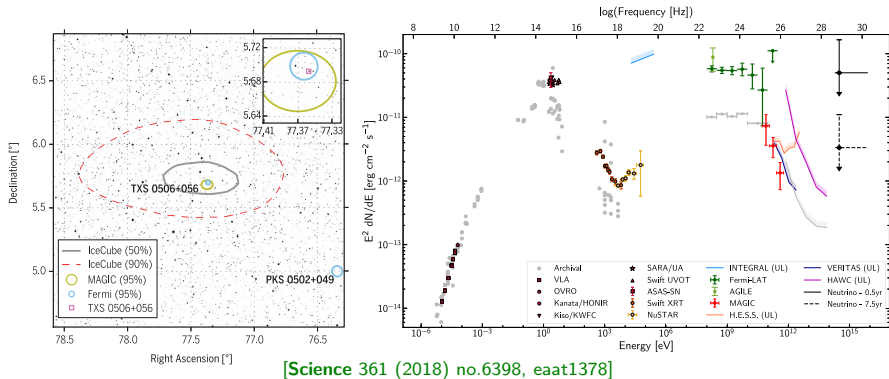 6.5
6.0
5.5
5.0
78.5
78.0
77.5
77.0
76.5
Declination [°]
Right Ascension [°]
5.72
5.68
5.64
77.41
77.37
77.33
TXS 0506+056
PKS 0502+049
IceCube (50%)
IceCube (90%)
MAGIC (95%)
Fermi (95%)
TXS 0506+056
log(Frequency [Hz])
10
15
20
25
30
E² dN/dE [erg cm⁻² s⁻¹]
10⁻¹⁰
10⁻¹¹
10⁻¹²
10⁻¹³
10⁻¹⁴
Archival
VLA
OVRO
Kanata/HONIR
Kiso/KWFC
SARA/UA
Swift UVOT
ASAS-SN
Swift XRT
NuSTAR
INTEGRAL (UL)
Fermi-LAT
AGILE
MAGIC
H.E.S.S. (UL)
VERITAS (UL)
HAWC (UL)
Neutrino – 0.5yr
Neutrino – 7.5yr
10⁻⁶
10⁻³
10⁰
10³
10⁶
10⁹
10¹²
10¹⁵
Energy [eV]
[Science 361 (2018) no.6398, eaat1378]